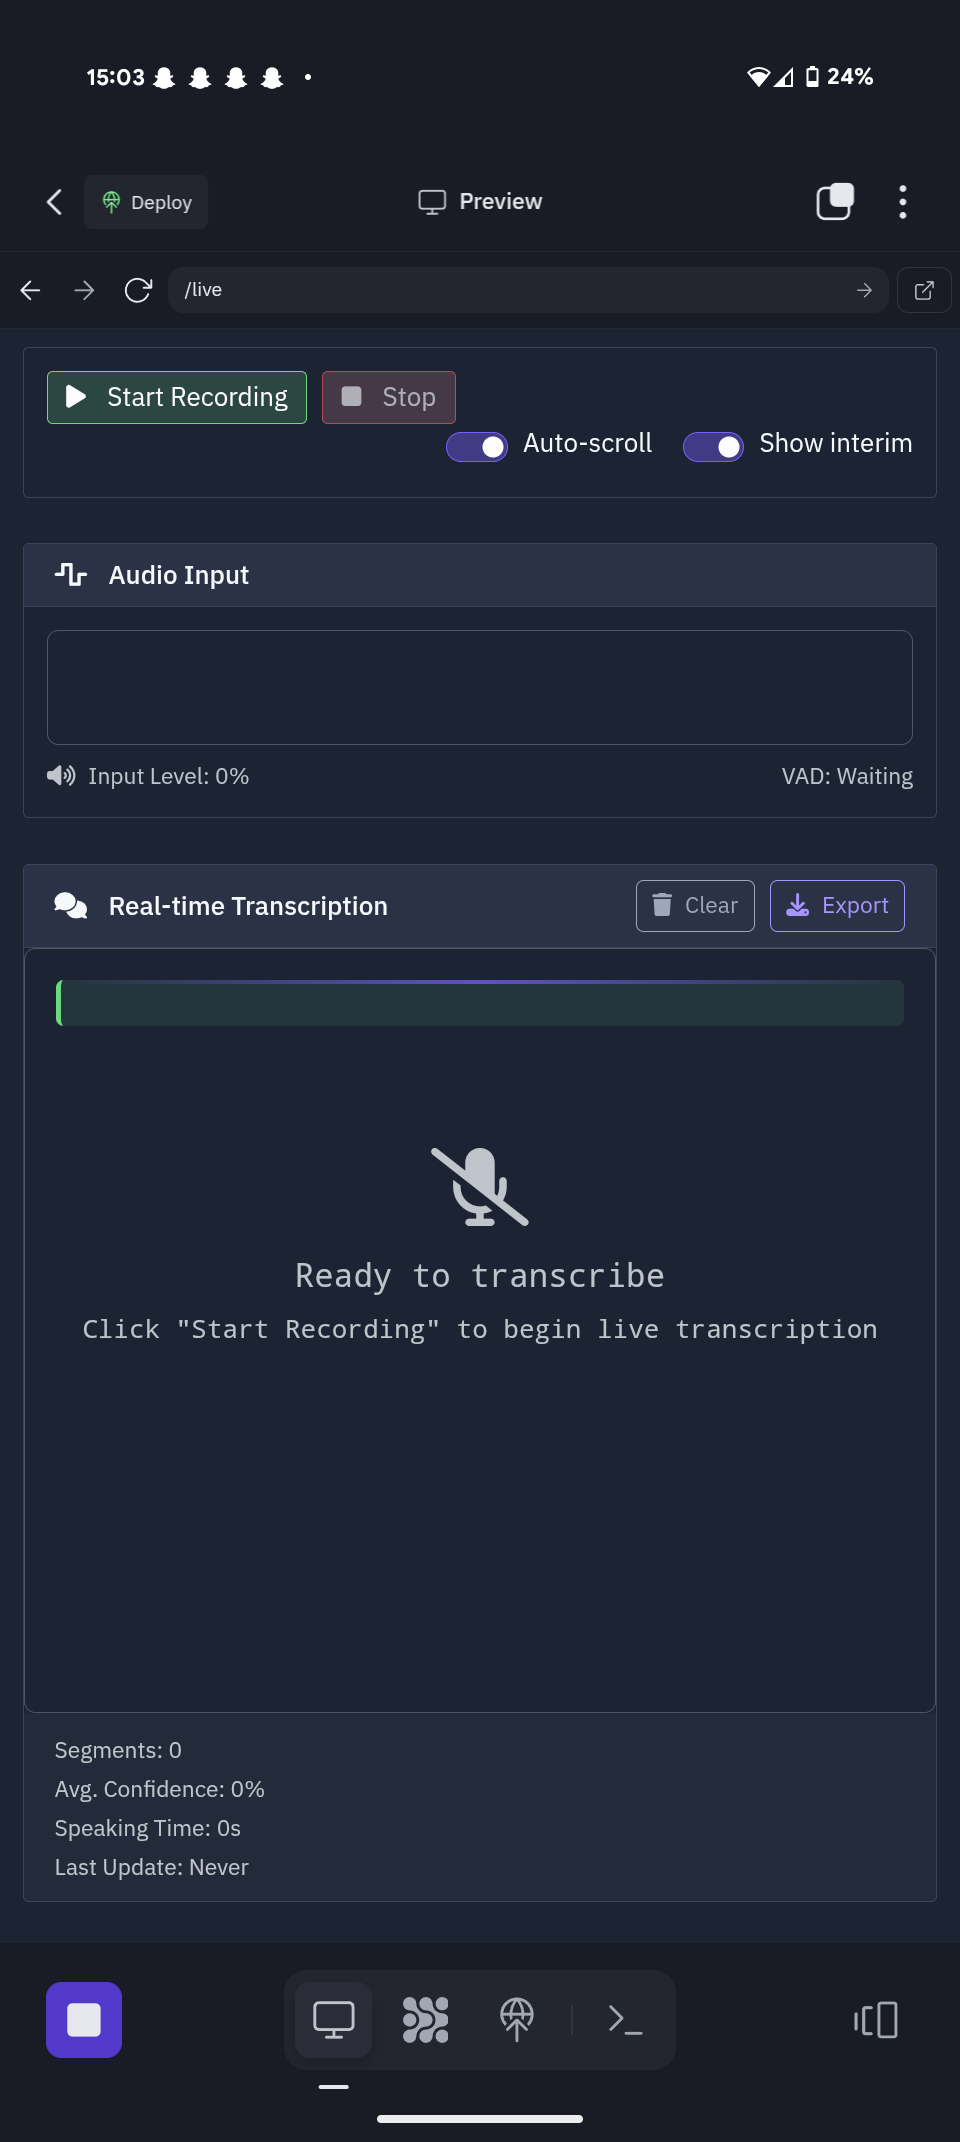 15:03 24%
Deploy Preview
/live
Start Recording Stop
Auto-scroll Show interim
Audio Input
Input Level: 0% VAD: Waiting
Real-time Transcription Clear Export
Ready to transcribe
Click "Start Recording" to begin live transcription
Segments: 0
Avg. Confidence: 0%
Speaking Time: 0s
Last Update: Never